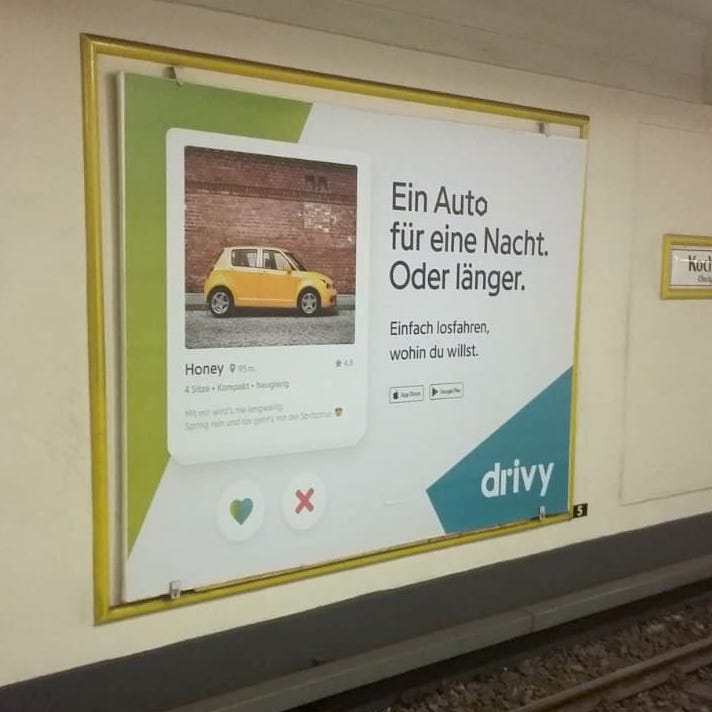 Ein Auto
für eine Nacht.
Oder länger.
Einfach losfahren,
wohin du willst.
App Store
Google Play
Honey 95 m. 4.8
4 Sitze • Kompakt • Neugierig
Mit mir wird's nie langweilig.
Spring rein und los geht's mit der Spritztour
drivy
5
Koch